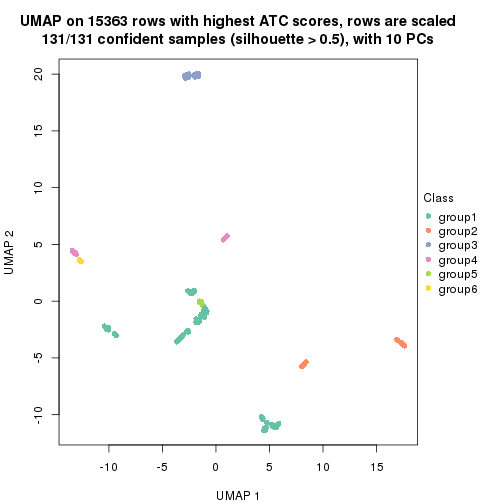 UMAP on 15363 rows with highest ATC scores, rows are scaled
131/131 confident samples (silhouette > 0.5), with 10 PCs
20
15
10
5
0
-5
-10
UMAP 2
-10
-5
0
5
10
15
UMAP 1
Class
group1
group2
group3
group4
group5
group6